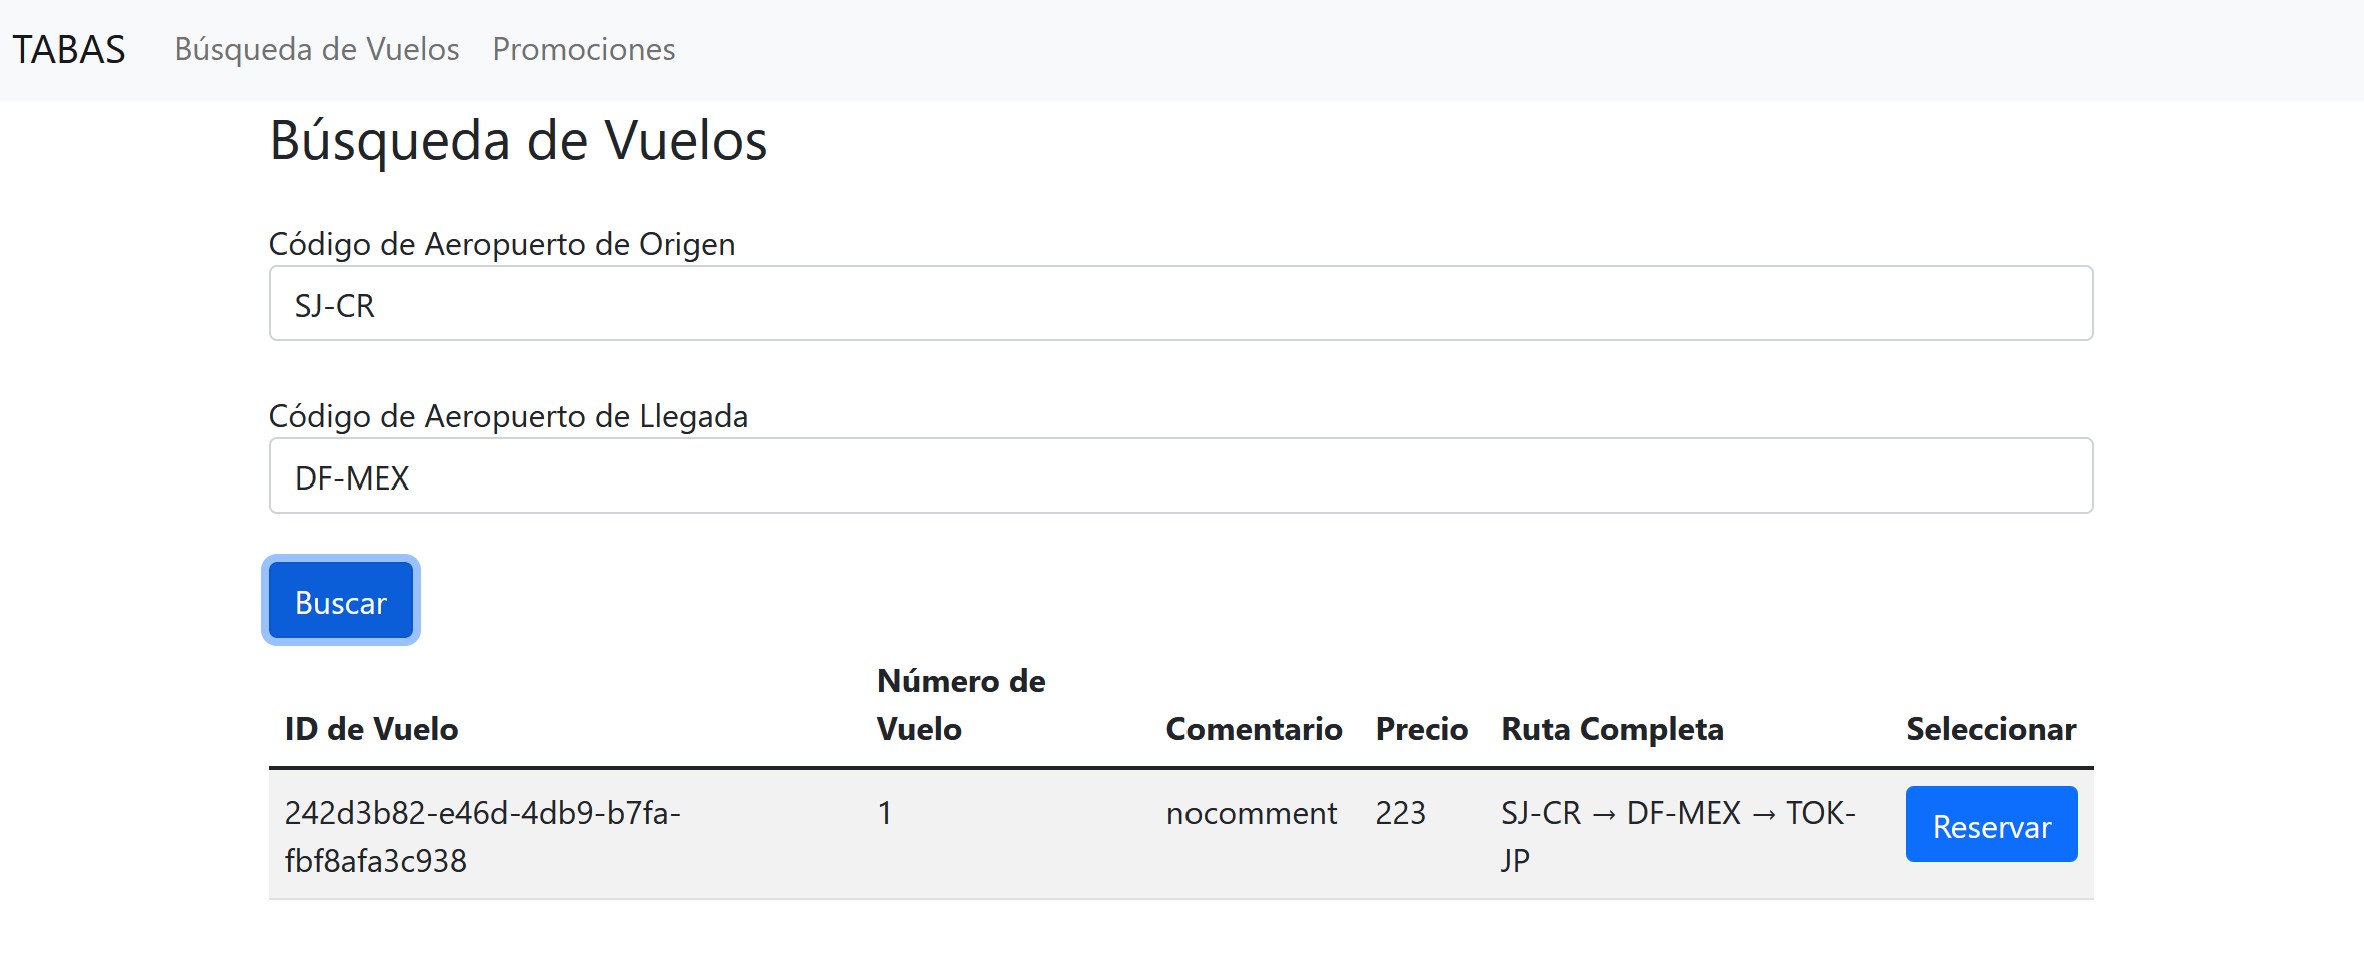 TABAS Búsqueda de Vuelos Promociones
Búsqueda de Vuelos
Código de Aeropuerto de Origen
SJ-CR
Código de Aeropuerto de Llegada
DF-MEX
Buscar
ID de Vuelo Número de Vuelo Comentario Precio Ruta Completa Seleccionar
242d3b82-e46d-4db9-b7fa- 1 nocomment 223 SJ-CR → DF-MEX → TOK- Reservar
fbf8afa3c938 JP